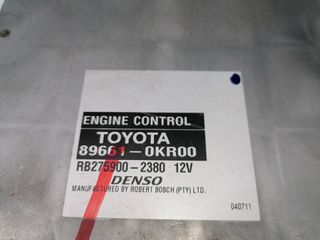 ENGINE CONTROL
TOYOTA
89661-0KR00
RB275900-2380 12V
DENSO
MANUFACTURED BY ROBERT BOSCH (PTY) LTD.
040711